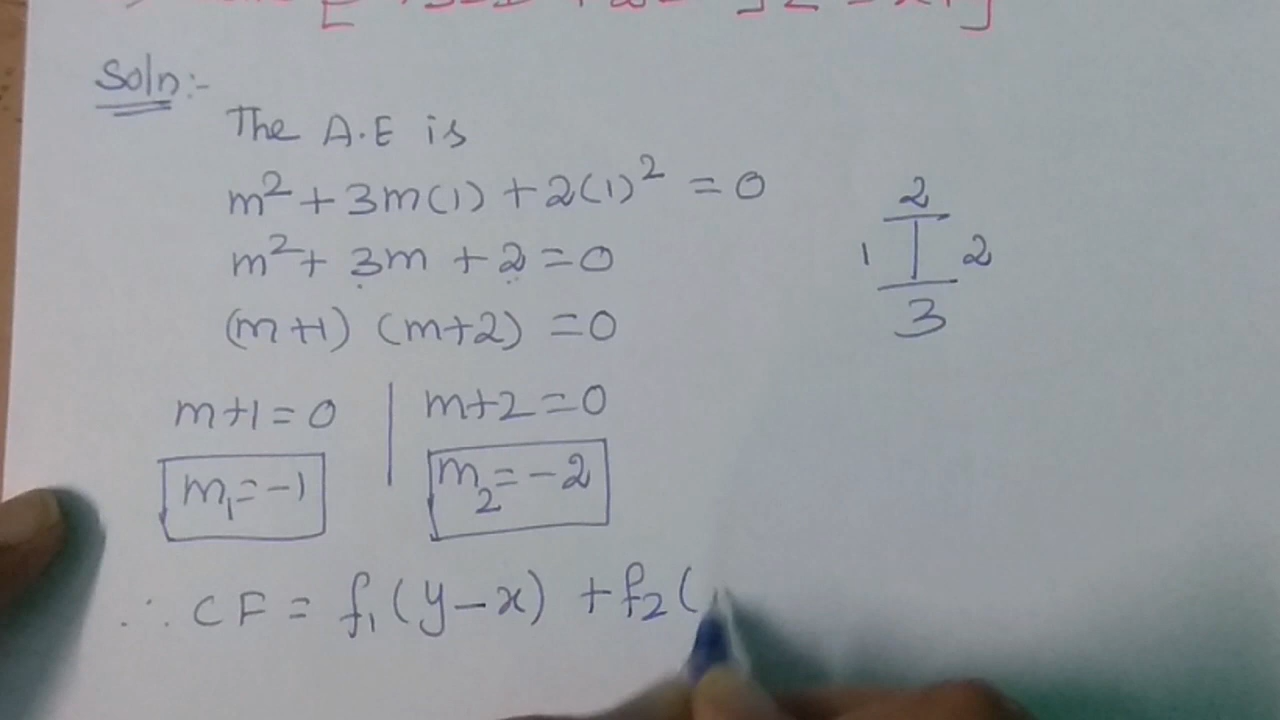 Soln:-
The A.E is
m² + 3m(1) + 2(1)² = 0
m² + 3m + 2 = 0
(m+1) (m+2) = 0
m+1 = 0 | m+2 = 0
m₁ = -1 m₂ = -2
∴ CF = f₁(y-x) + f₂(
2
1 2
3